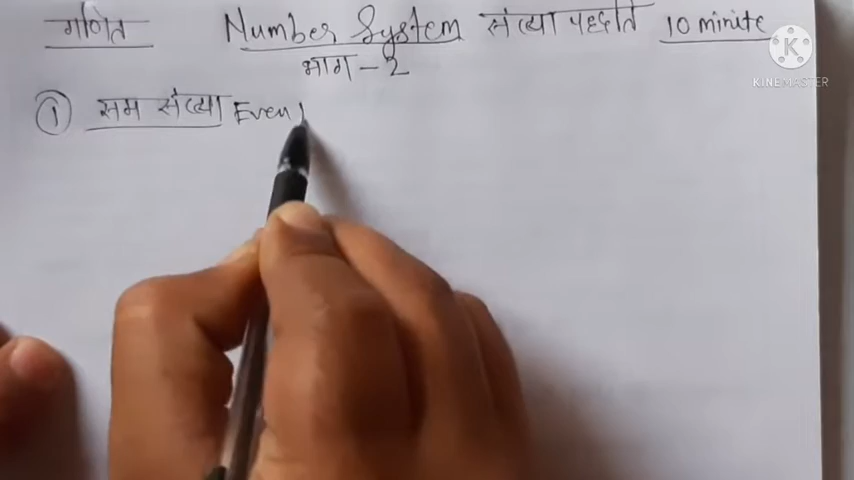 गणित Number System संख्या पद्धति 10 minite
भाग - 2
① सम संख्या Even
KINEMASTER